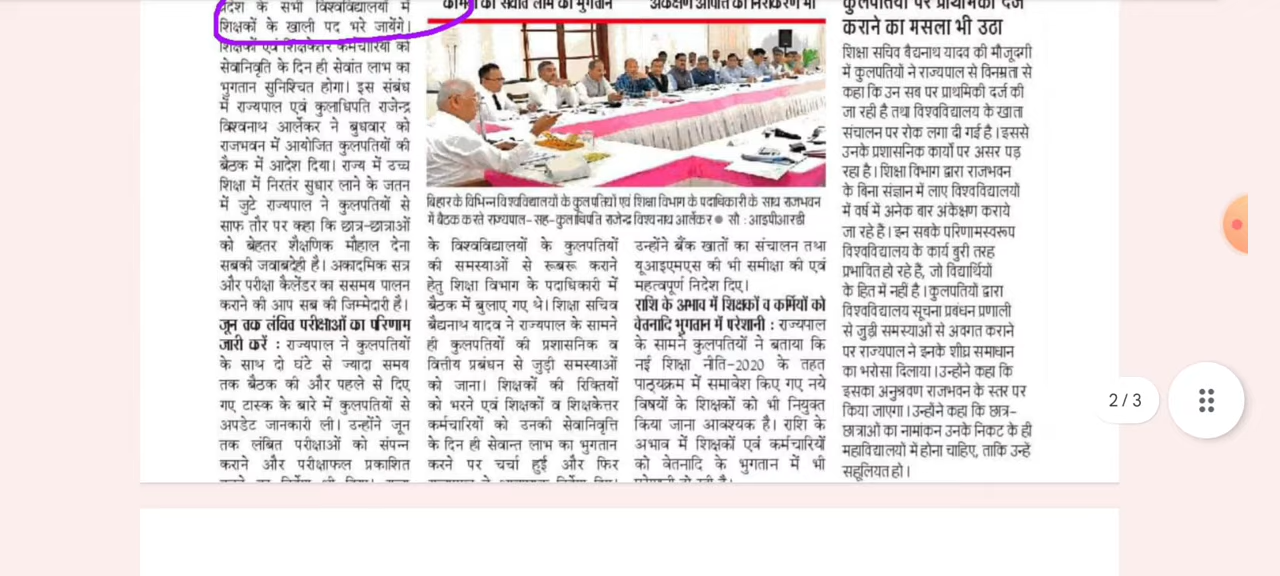 प्रदेश के सभी विश्वविद्यालयों में
शिक्षकों के खाली पद भरे जायेंगे।
शिक्षकों एवं शिक्षकेतर कर्मचारियों को
सेवानिवृति के दिन ही सेवांत लाभ का
भुगतान सुनिश्चित होगा। इस संबंध
में राज्यपाल एवं कुलाधिपति राजेन्द्र
विश्वनाथ आर्लेकर ने बुधवार को
राजभवन में आयोजित कुलपतियों की
बैठक में आदेश दिया। राज्य में उच्च
शिक्षा में निरंतर सुधार लाने के जतन
में जुटे राज्यपाल ने कुलपतियों से
साफ तौर पर कहा कि छात्र-छात्राओं
को बेहतर शैक्षणिक मौहाल देना
सबकी जवाबदेही है। अकादमिक सत्र
और परीक्षा कैलेंडर का ससमय पालन
कराने की आप सब की जिम्मेदारी है।
जून तक लंबित परीक्षाओं का परिणाम
जारी करें : राज्यपाल ने कुलपतियों
के साथ दो घंटे से ज्यादा समय
तक बैठक की और पहले से दिए
गए टास्क के बारे में कुलपतियों से
अपडेट जानकारी ली। उन्होंने जून
तक लंबित परीक्षाओं को संपन्न
कराने और परीक्षाफल प्रकाशित
को सेवांत लाभ का भुगतान
अंकेक्षण आपत्ति का निराकरण भी
बिहार के विभिन्न विश्वविद्यालयों के कुलपतियों एवं शिक्षा विभाग के पदाधिकारी के साथ राजभवन
में बैठक करते राज्यपाल-सह-कुलाधिपति राजेन्द्र विश्वनाथ आर्लेकर ● सौ : आइपीआरडी
के विश्वविद्यालयों के कुलपतियों
की समस्याओं से रूबरू कराने
हेतु शिक्षा विभाग के पदाधिकारी
बैठक में बुलाए गए थे। शिक्षा सचिव
बैद्यनाथ यादव ने राज्यपाल के सामने
ही कुलपतियों की प्रशासनिक व
वित्तीय प्रबंधन से जुड़ी समस्याओं
को जाना। शिक्षकों की रिक्तियों
को भरने एवं शिक्षकों व शिक्षकेत्तर
कर्मचारियों को उनकी सेवानिवृत्ति
के दिन ही सेवान्त लाभ का भुगतान
करने पर चर्चा हुई और फिर
उन्होंने बैंक खातों का संचालन तथा
यूआइएमएस की भी समीक्षा की एवं
महत्वपूर्ण निदेश दिए।
राशि के अभाव में शिक्षकों व कर्मियों को
वेतनादि भुगतान में परेशानी : राज्यपाल
के सामने कुलपतियों ने बताया कि
नई शिक्षा नीति-2020 के तहत
पाठ्यक्रम में समावेश किए गए नये
विषयों के शिक्षकों को भी नियुक्त
किया जाना आवश्यक है। राशि के
अभाव में शिक्षकों एवं कर्मचारियों
को वेतनादि के भुगतान में भी
परेशानी हो रही है।
कुलपतियों पर प्राथमिकी दर्ज
कराने का मसला भी उठा
शिक्षा सचिव बैद्यनाथ यादव की मौजूदगी
में कुलपतियों ने राज्यपाल से विनम्रता से
कहा कि उन सब पर प्राथमिकी दर्ज की
जा रही है तथा विश्वविद्यालय के खाता
संचालन पर रोक लगा दी गई है। इससे
उनके प्रशासनिक कार्यों पर असर पड़
रहा है। शिक्षा विभाग द्वारा राजभवन
के बिना संज्ञान में लाए विश्वविद्यालयों
में वर्ष में अनेक बार अंकेक्षण कराये
जा रहे हैं। इन सबके परिणामस्वरूप
विश्वविद्यालय के कार्य बुरी तरह
प्रभावित हो रहे हैं, जो विद्यार्थियों
के हित में नहीं है। कुलपतियों द्वारा
विश्वविद्यालय सूचना प्रबंधन प्रणाली
से जुड़ी समस्याओं से अवगत कराने
पर राज्यपाल ने इनके शीघ्र समाधान
का भरोसा दिलाया। उन्होंने कहा कि
इसका अनुश्रवण राजभवन के स्तर पर
किया जाएगा। उन्होंने कहा कि छात्र-
छात्राओं का नामांकन उनके निकट के ही
महाविद्यालयों में होना चाहिए, ताकि उन्हें
सहूलियत हो।
2/3